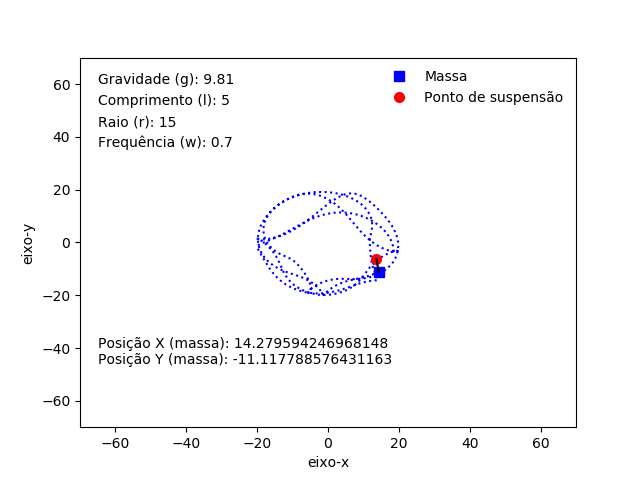 Gravidade (g): 9.81
Comprimento (l): 5
Raio (r): 15
Frequência (w): 0.7
Massa
Ponto de suspensão
60
40
20
0
−20
−40
−60
eixo-y
Posição X (massa): 14.279594246968148
Posição Y (massa): -11.117788576431163
−60 −40 −20 0 20 40 60
eixo-x